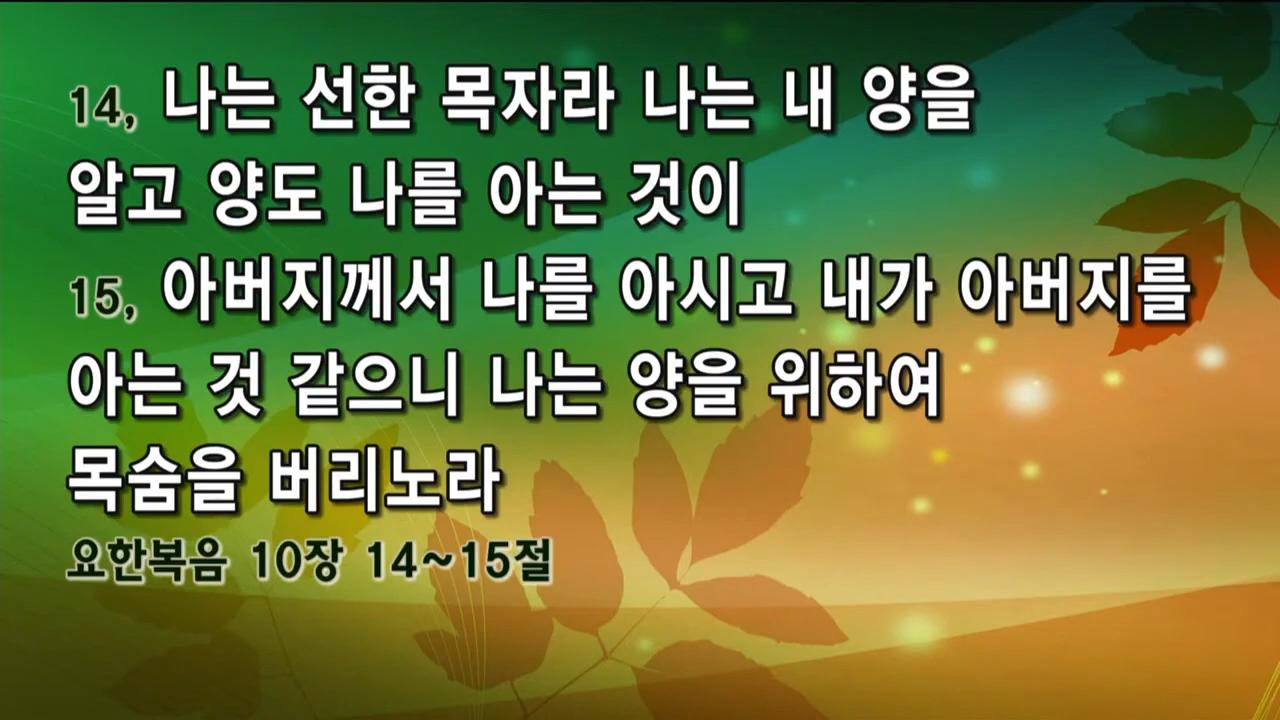 14, 나는 선한 목자라 나는 내 양을
알고 양도 나를 아는 것이
15, 아버지께서 나를 아시고 내가 아버지를
아는 것 같으니 나는 양을 위하여
목숨을 버리노라
요한복음 10장 14~15절